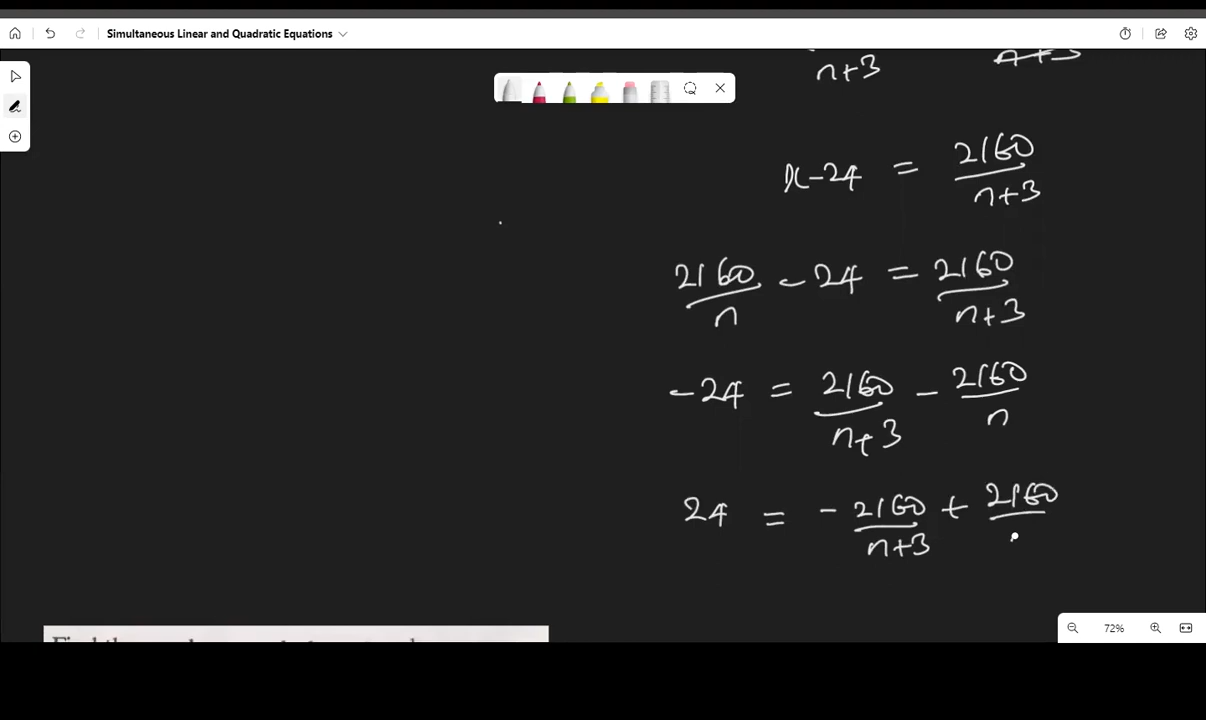 Simultaneous Linear and Quadratic Equations
n+3 n+3
x-24 = 2160/n+3
2160/n - 24 = 2160/n+3
-24 = 2160/n+3 - 2160/n
24 = - 2160/n+3 + 2160
72%